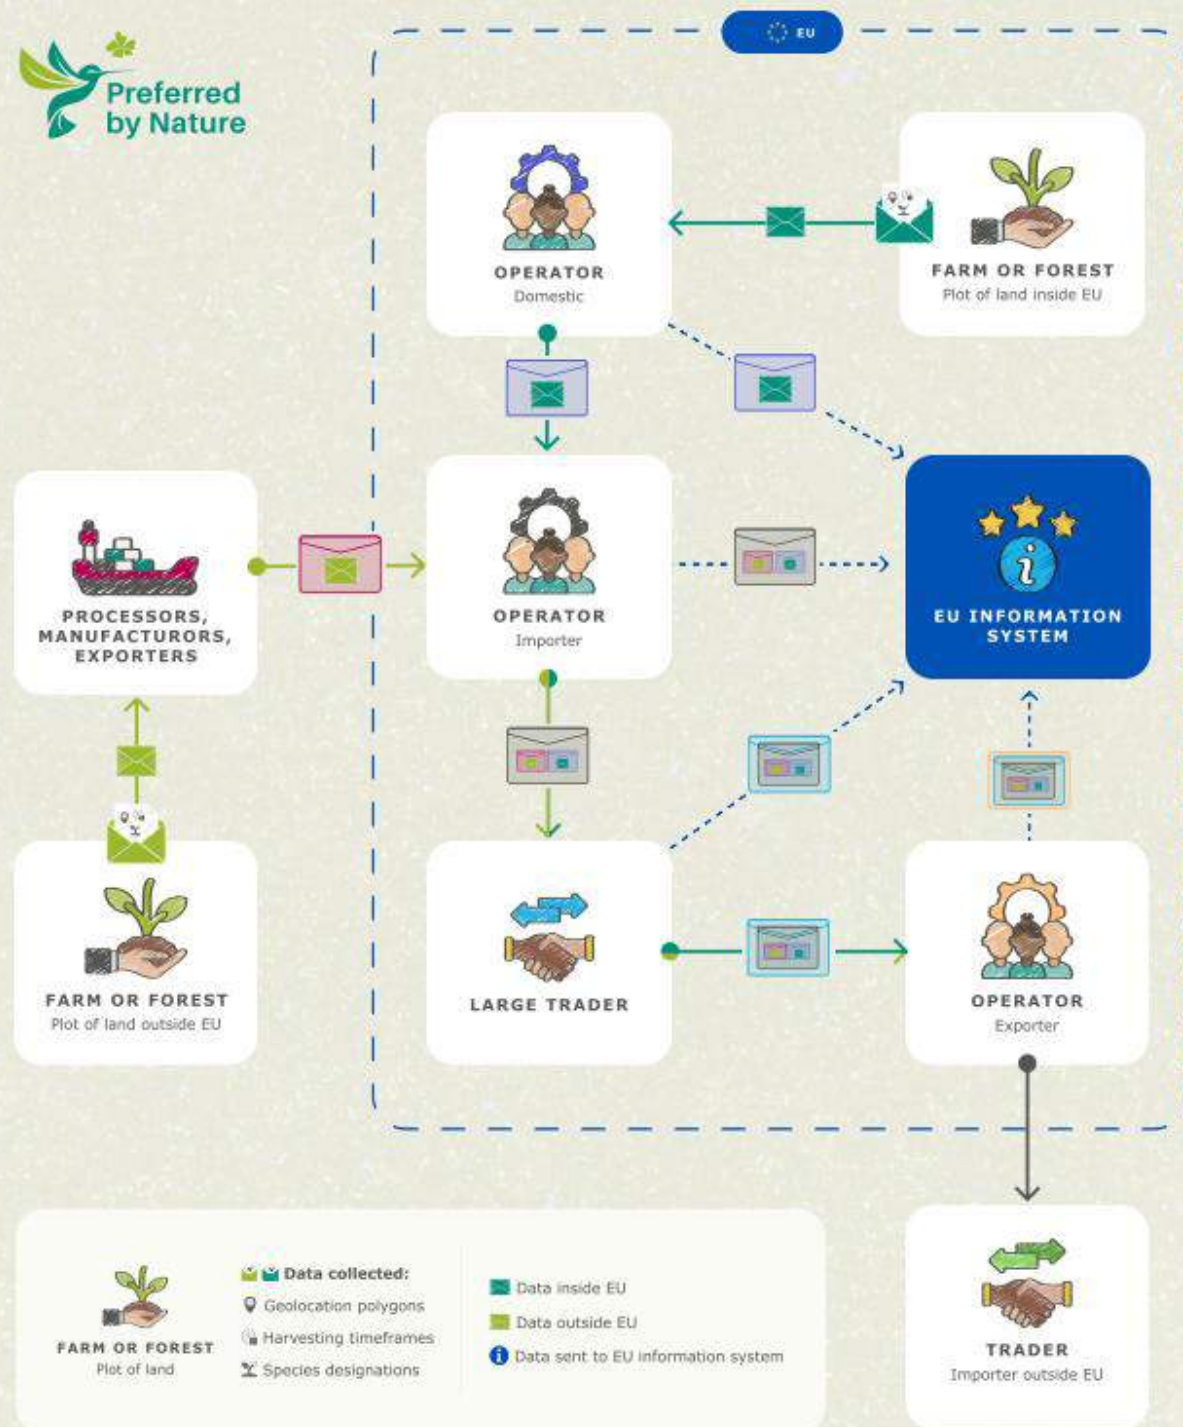 EU
Preferred
by Nature
OPERATOR
Domestic
FARM OR FOREST
Plot of land inside EU
PROCESSORS,
MANUFACTURORS,
EXPORTERS
OPERATOR
Importer
EU INFORMATION
SYSTEM
FARM OR FOREST
Plot of land outside EU
LARGE TRADER
OPERATOR
Exporter
FARM OR FOREST
Plot of land
Data collected:
Geolocation polygons
Harvesting timeframes
Species designations
Data inside EU
Data outside EU
i Data sent to EU information system
TRADER
Importer outside EU